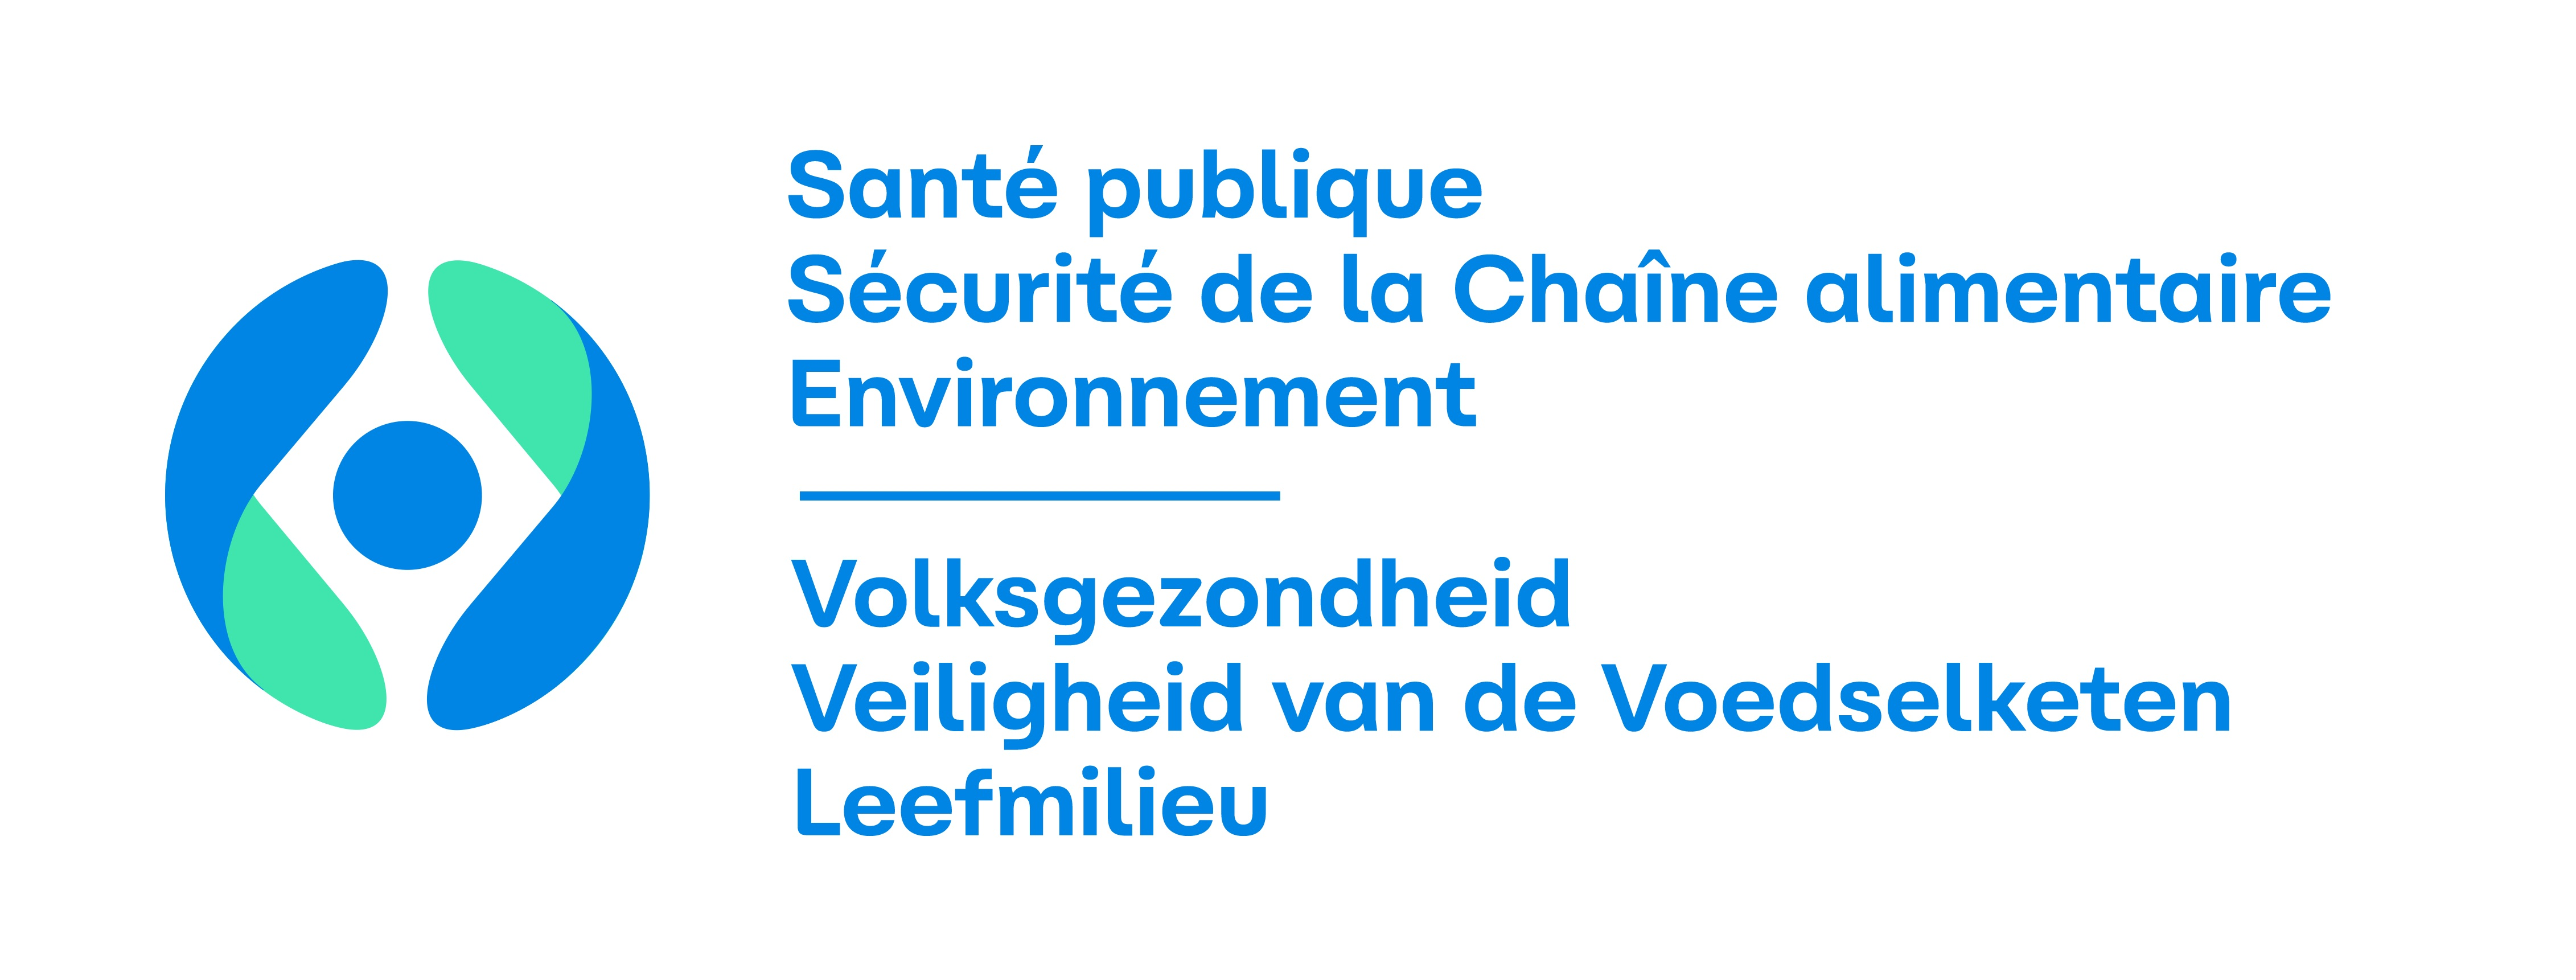 Santé publique
Sécurité de la Chaîne alimentaire
Environnement
Volksgezondheid
Veiligheid van de Voedselketen
Leefmilieu